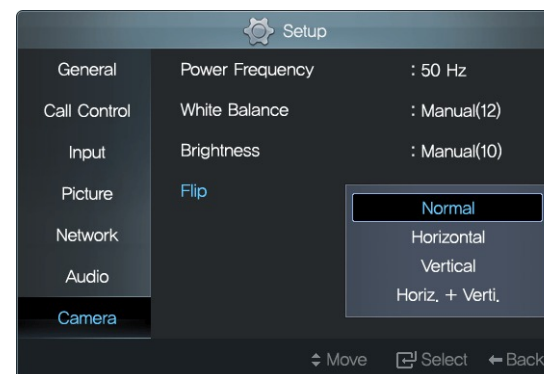 Setup
General
Call Control
Input
Picture
Network
Audio
Camera
Power Frequency : 50 Hz
White Balance : Manual(12)
Brightness : Manual(10)
Flip
Normal
Horizontal
Vertical
Horiz. + Verti.
Move Select Back